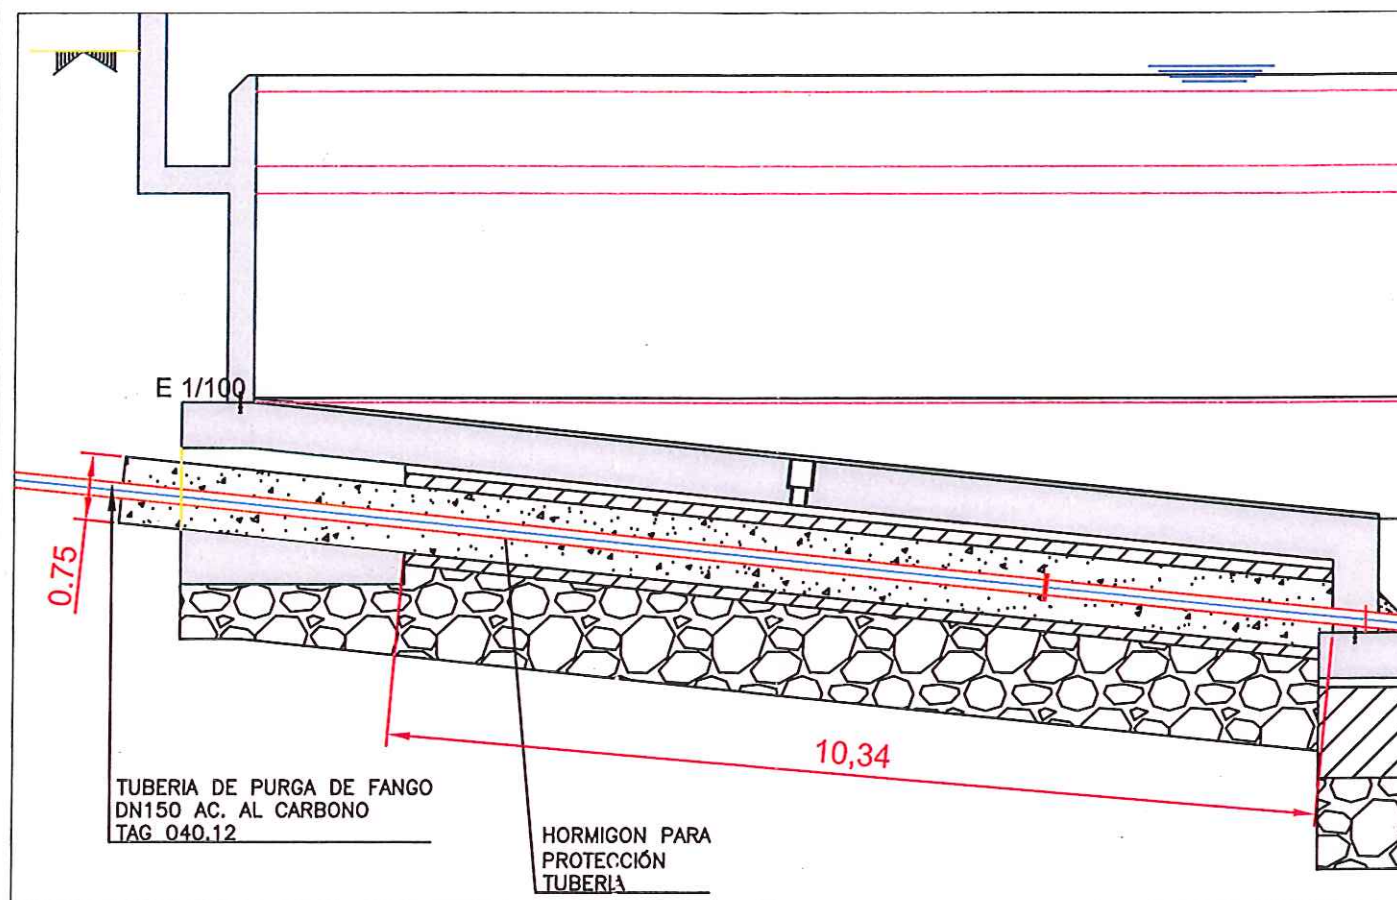 E 1/100
0.75
10,34
TUBERIA DE PURGA DE FANGO
DN150 AC. AL CARBONO
TAG 040.12
HORMIGON PARA
PROTECCIÓN
TUBERIA